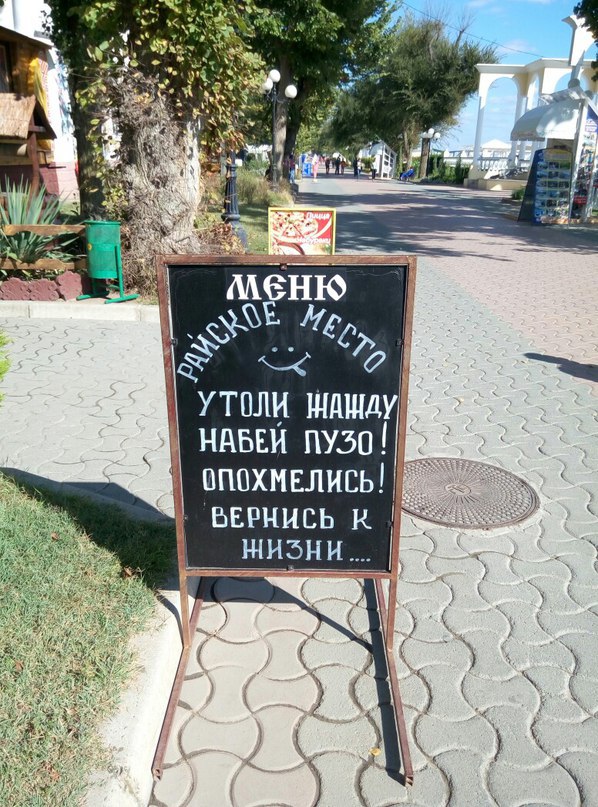 МЕНЮ
РАЙСКОЕ МЕСТО
УТОЛИ ЖАЖДУ
НАБЕЙ ПУЗО!
ОПОХМЕЛИСЬ!
ВЕРНИСЬ К
ЖИЗНИ....